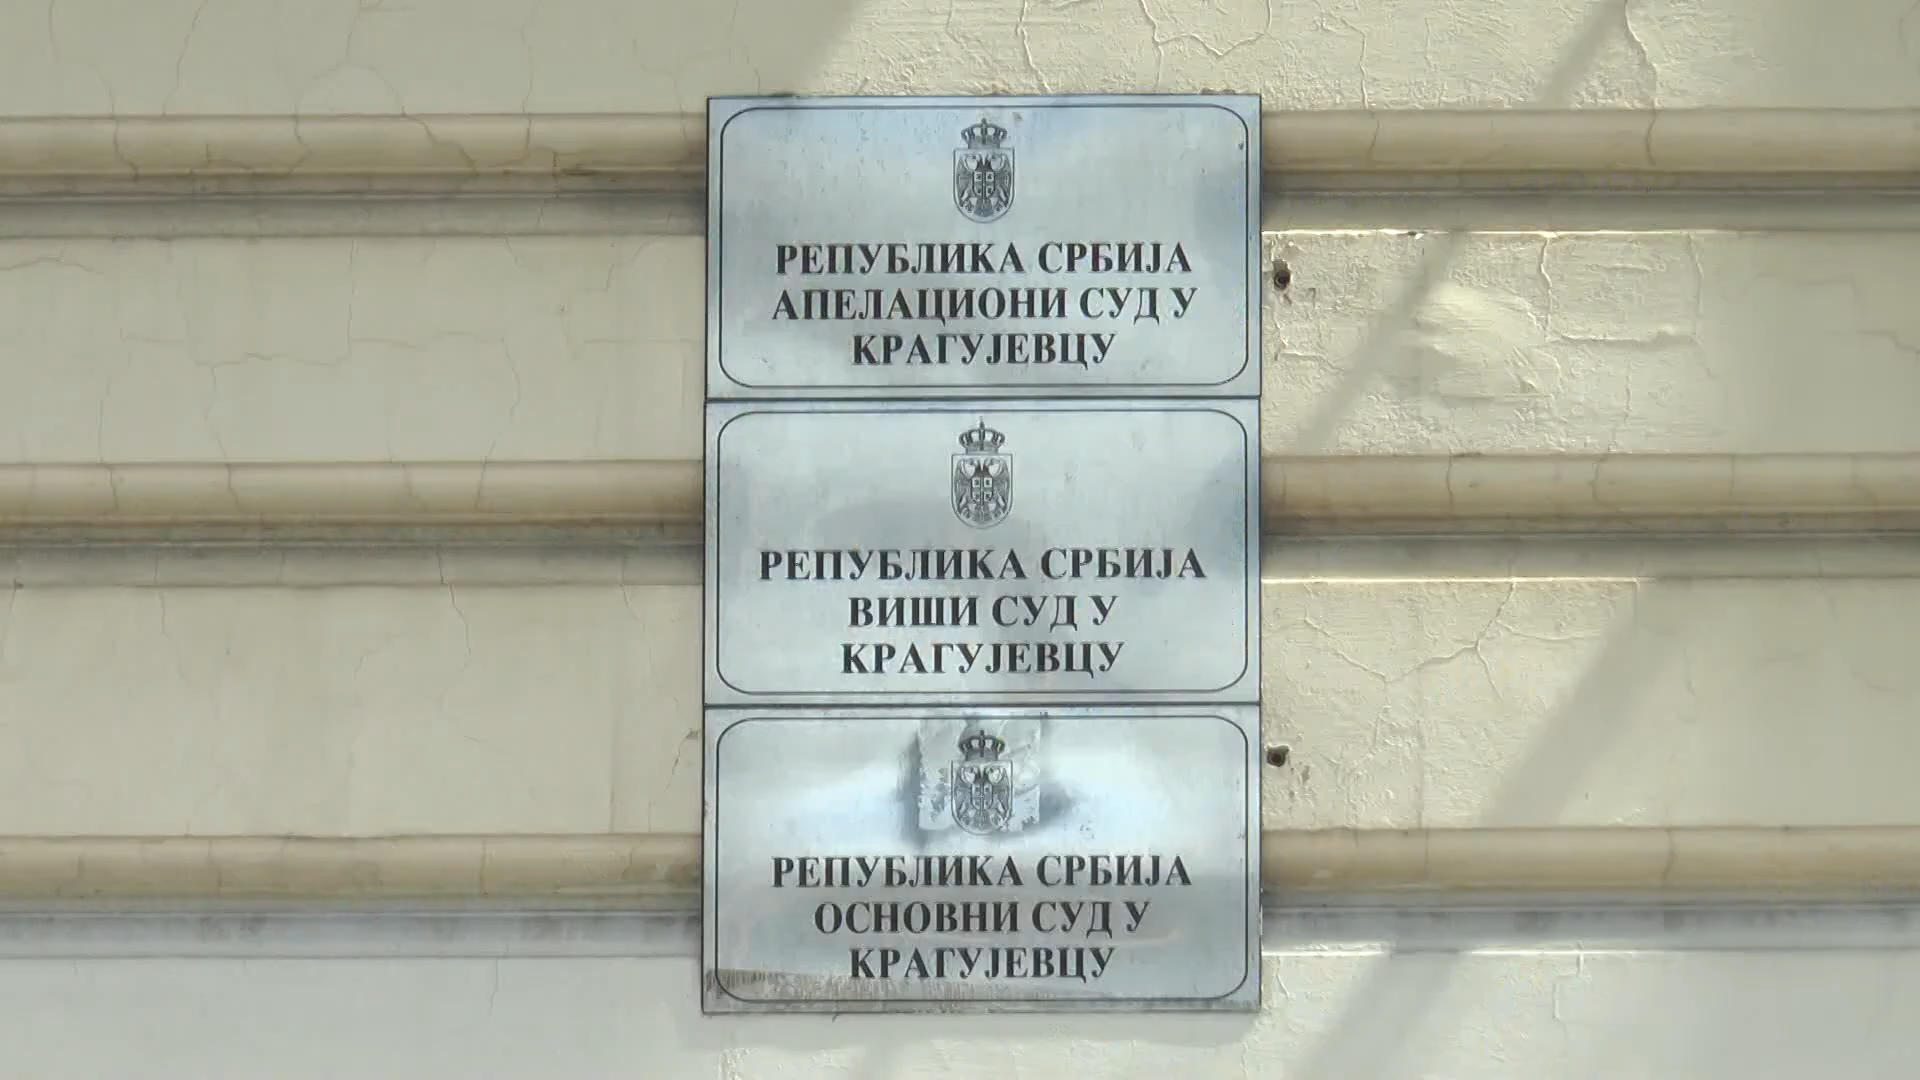 РЕПУБЛИКА СРБИЈА
АПЕЛАЦИОНИ СУД У
КРАГУЈЕВЦУ
РЕПУБЛИКА СРБИЈА
ВИШИ СУД У
КРАГУЈЕВЦУ
РЕПУБЛИКА СРБИЈА
ОСНОВНИ СУД У
КРАГУЈЕВЦУ